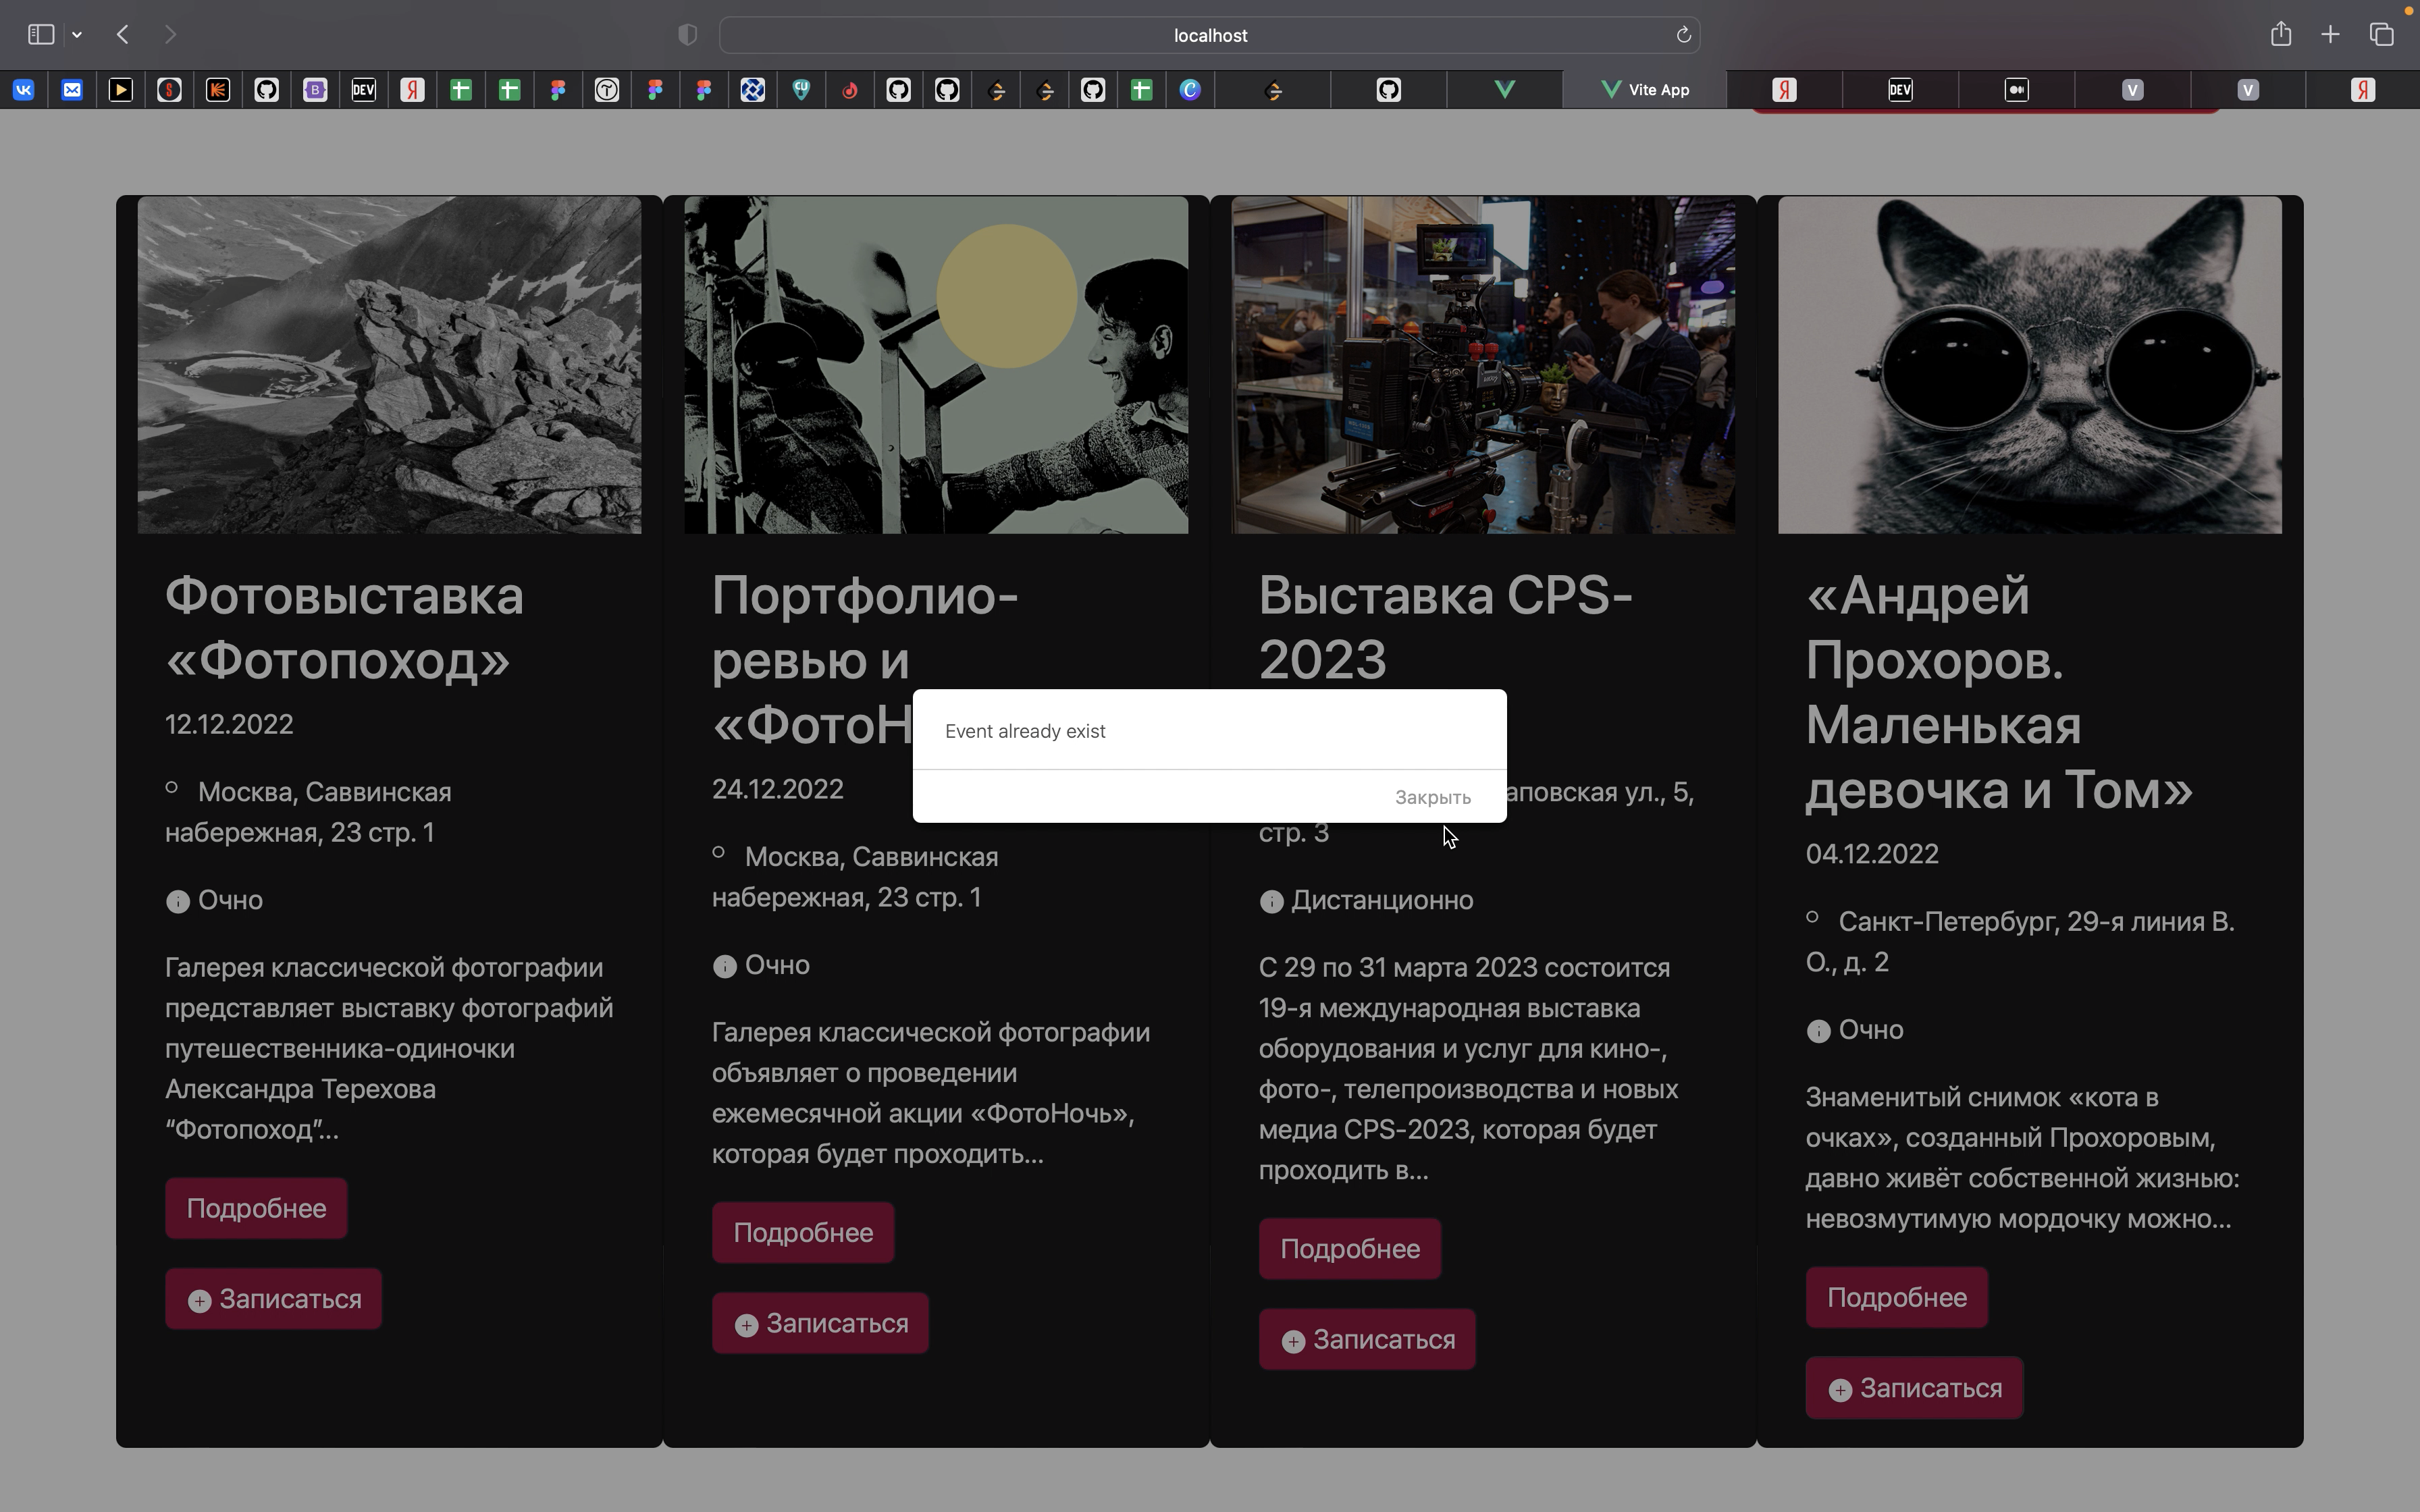 localhost
Vite App
Фотовыставка
«Фотопоход»
12.12.2022
Москва, Саввинская
набережная, 23 стр. 1
Очно
Галерея классической фотографии
представляет выставку фотографий
путешественника-одиночки
Александра Терехова
“Фотопоход”...
Подробнее
Записаться
Портфолио-
ревью и
«ФотоН
24.12.2022
Москва, Саввинская
набережная, 23 стр. 1
Очно
Галерея классической фотографии
объявляет о проведении
ежемесячной акции «ФотоНочь»,
которая будет проходить...
Подробнее
Записаться
Event already exist
Закрыть
Выставка CPS-
2023
аповская ул., 5,
стр. 3
Дистанционно
С 29 по 31 марта 2023 состоится
19-я международная выставка
оборудования и услуг для кино-,
фото-, телепроизводства и новых
медиа CPS-2023, которая будет
проходить в...
Подробнее
Записаться
«Андрей
Прохоров.
Маленькая
девочка и Том»
04.12.2022
Санкт-Петербург, 29-я линия В.
О., д. 2
Очно
Знаменитый снимок «кота в
очках», созданный Прохоровым,
давно живёт собственной жизнью:
невозмутимую мордочку можно...
Подробнее
Записаться